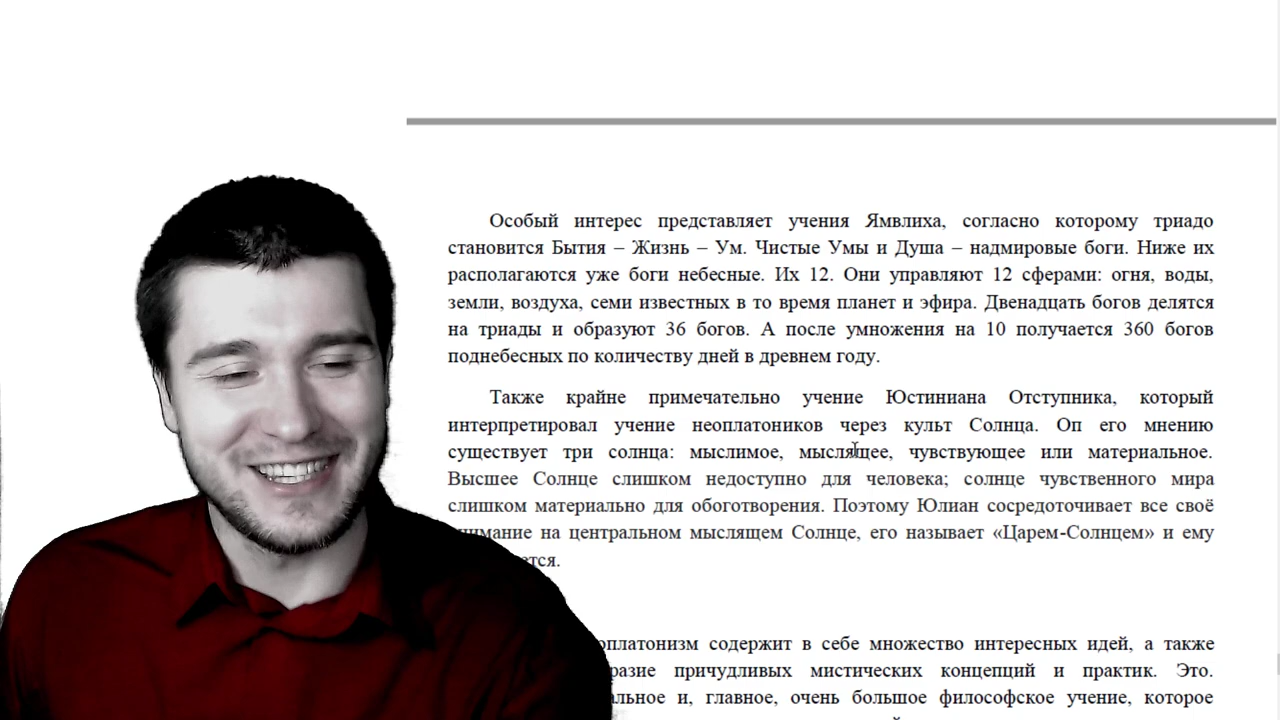 Особый интерес представляет учения Ямвлиха, согласно которому триадо
становится Бытия – Жизнь – Ум. Чистые Умы и Душа – надмировые боги. Ниже их
располагаются уже боги небесные. Их 12. Они управляют 12 сферами: огня, воды,
земли, воздуха, семи известных в то время планет и эфира. Двенадцать богов делятся
на триады и образуют 36 богов. А после умножения на 10 получается 360 богов
поднебесных по количеству дней в древнем году.
Также крайне примечательно учение Юстиниана Отступника, который
интерпретировал учение неоплатоников через культ Солнца. Оп его мнению
существует три солнца: мыслимое, мыслящее, чувствующее или материальное.
Высшее Солнце слишком недоступно для человека; солнце чувственного мира
слишком материально для обоготворения. Поэтому Юлиан сосредоточивает все своё
внимание на центральном мыслящем Солнце, его называет «Царем-Солнцем» и ему
содержит в себе множество интересных идей, а также
причудливых мистических концепций и практик. Это.
и, главное, очень большое философское учение, которое